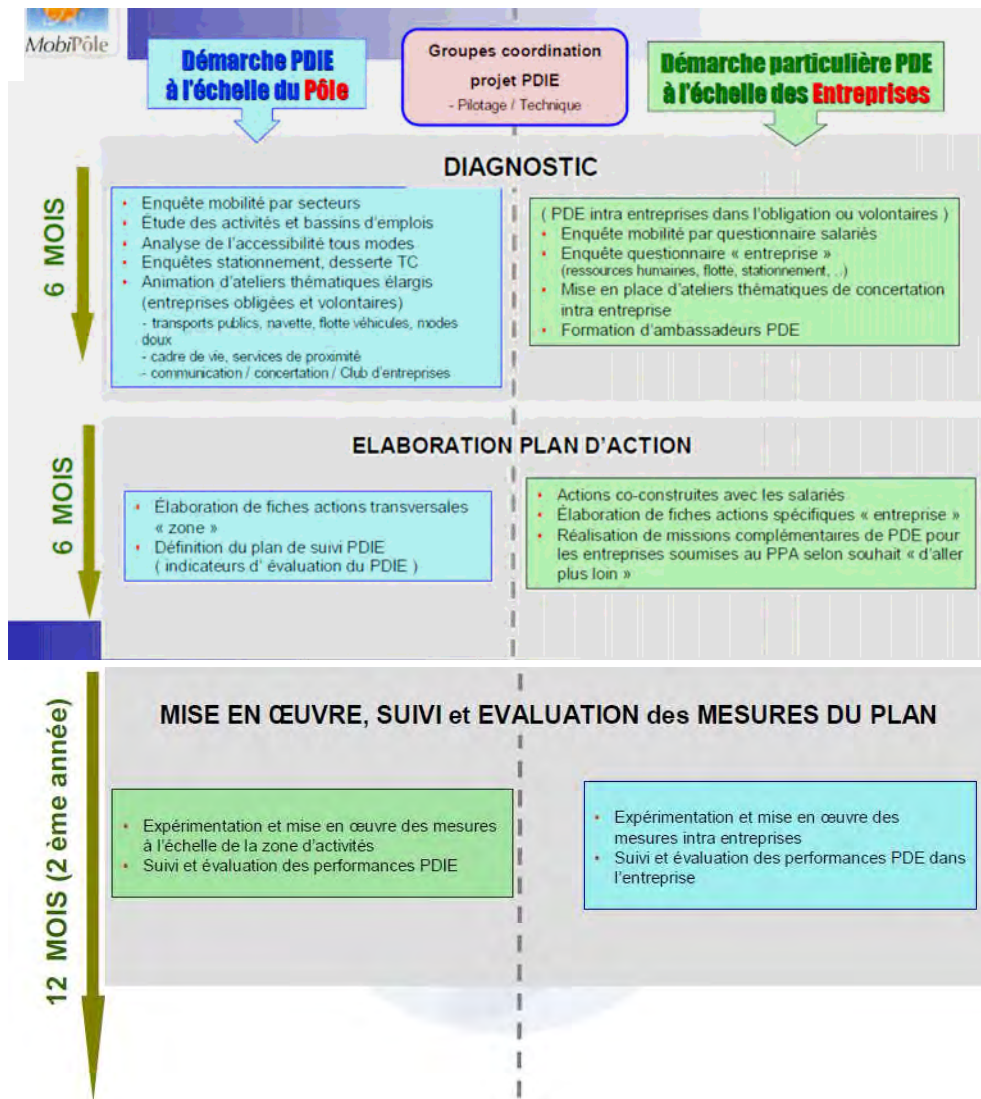 MobiPôle
Démarche PDIE
à l'échelle du Pôle
Groupes coordination
projet PDIE
- Pilotage / Technique
Démarche particulière PDE
à l'échelle des Entreprises
6 MOIS
DIAGNOSTIC
• Enquête mobilité par secteurs
• Étude des activités et bassins d'emplois
• Analyse de l'accessibilité tous modes
• Enquêtes stationnement, desserte TC
• Animation d'ateliers thématiques élargis
(entreprises obligées et volontaires)
- transports publics, navette, flotte véhicules, modes
doux
- cadre de vie, services de proximité
- communication / concertation / Club d'entreprises
( PDE intra entreprises dans l'obligation ou volontaires )
• Enquête mobilité par questionnaire salariés
• Enquête questionnaire « entreprise »
(ressources humaines, flotte, stationnement, ..)
• Mise en place d'ateliers thématiques de concertation
intra entreprise
• Formation d'ambassadeurs PDE
6 MOIS
ELABORATION PLAN D'ACTION
• Élaboration de fiches actions transversales
« zone »
• Définition du plan de suivi PDIE
( indicateurs d' évaluation du PDIE )
• Actions co-construites avec les salariés
• Élaboration de fiches actions spécifiques « entreprise »
• Réalisation de missions complémentaires de PDE pour
les entreprises soumises au PPA selon souhait « d'aller
plus loin »
12 MOIS (2 ème année)
MISE EN ŒUVRE, SUIVI et EVALUATION des MESURES DU PLAN
• Expérimentation et mise en œuvre des mesures
à l'échelle de la zone d'activités
• Suivi et évaluation des performances PDIE
• Expérimentation et mise en œuvre des
mesures intra entreprises
• Suivi et évaluation des performances PDE dans
l'entreprise